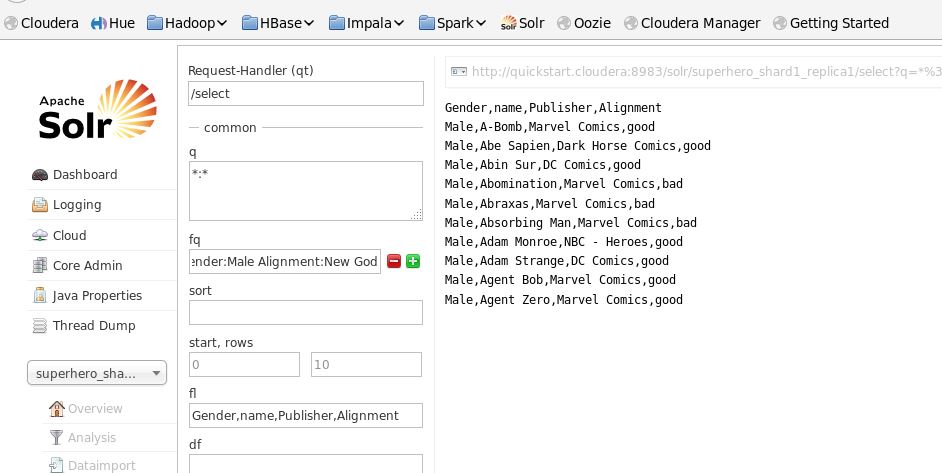 Cloudera Hue Hadoop HBase Impala Spark Solr Oozie Cloudera Manager Getting Started
Apache
Solr
Dashboard
Logging
Cloud
Core Admin
Java Properties
Thread Dump
superhero_sha...
Overview
Analysis
Dataimport
Request-Handler (qt)
/select
common
q
*:*
fq
ender:Male Alignment:New God
sort
start, rows
0 10
fl
Gender,name,Publisher,Alignment
df
http://quickstart.cloudera:8983/solr/superhero_shard1_replica1/select?q=*%3
Gender,name,Publisher,Alignment
Male,A-Bomb,Marvel Comics,good
Male,Abe Sapien,Dark Horse Comics,good
Male,Abin Sur,DC Comics,good
Male,Abomination,Marvel Comics,bad
Male,Abraxas,Marvel Comics,bad
Male,Absorbing Man,Marvel Comics,bad
Male,Adam Monroe,NBC - Heroes,good
Male,Adam Strange,DC Comics,good
Male,Agent Bob,Marvel Comics,good
Male,Agent Zero,Marvel Comics,good